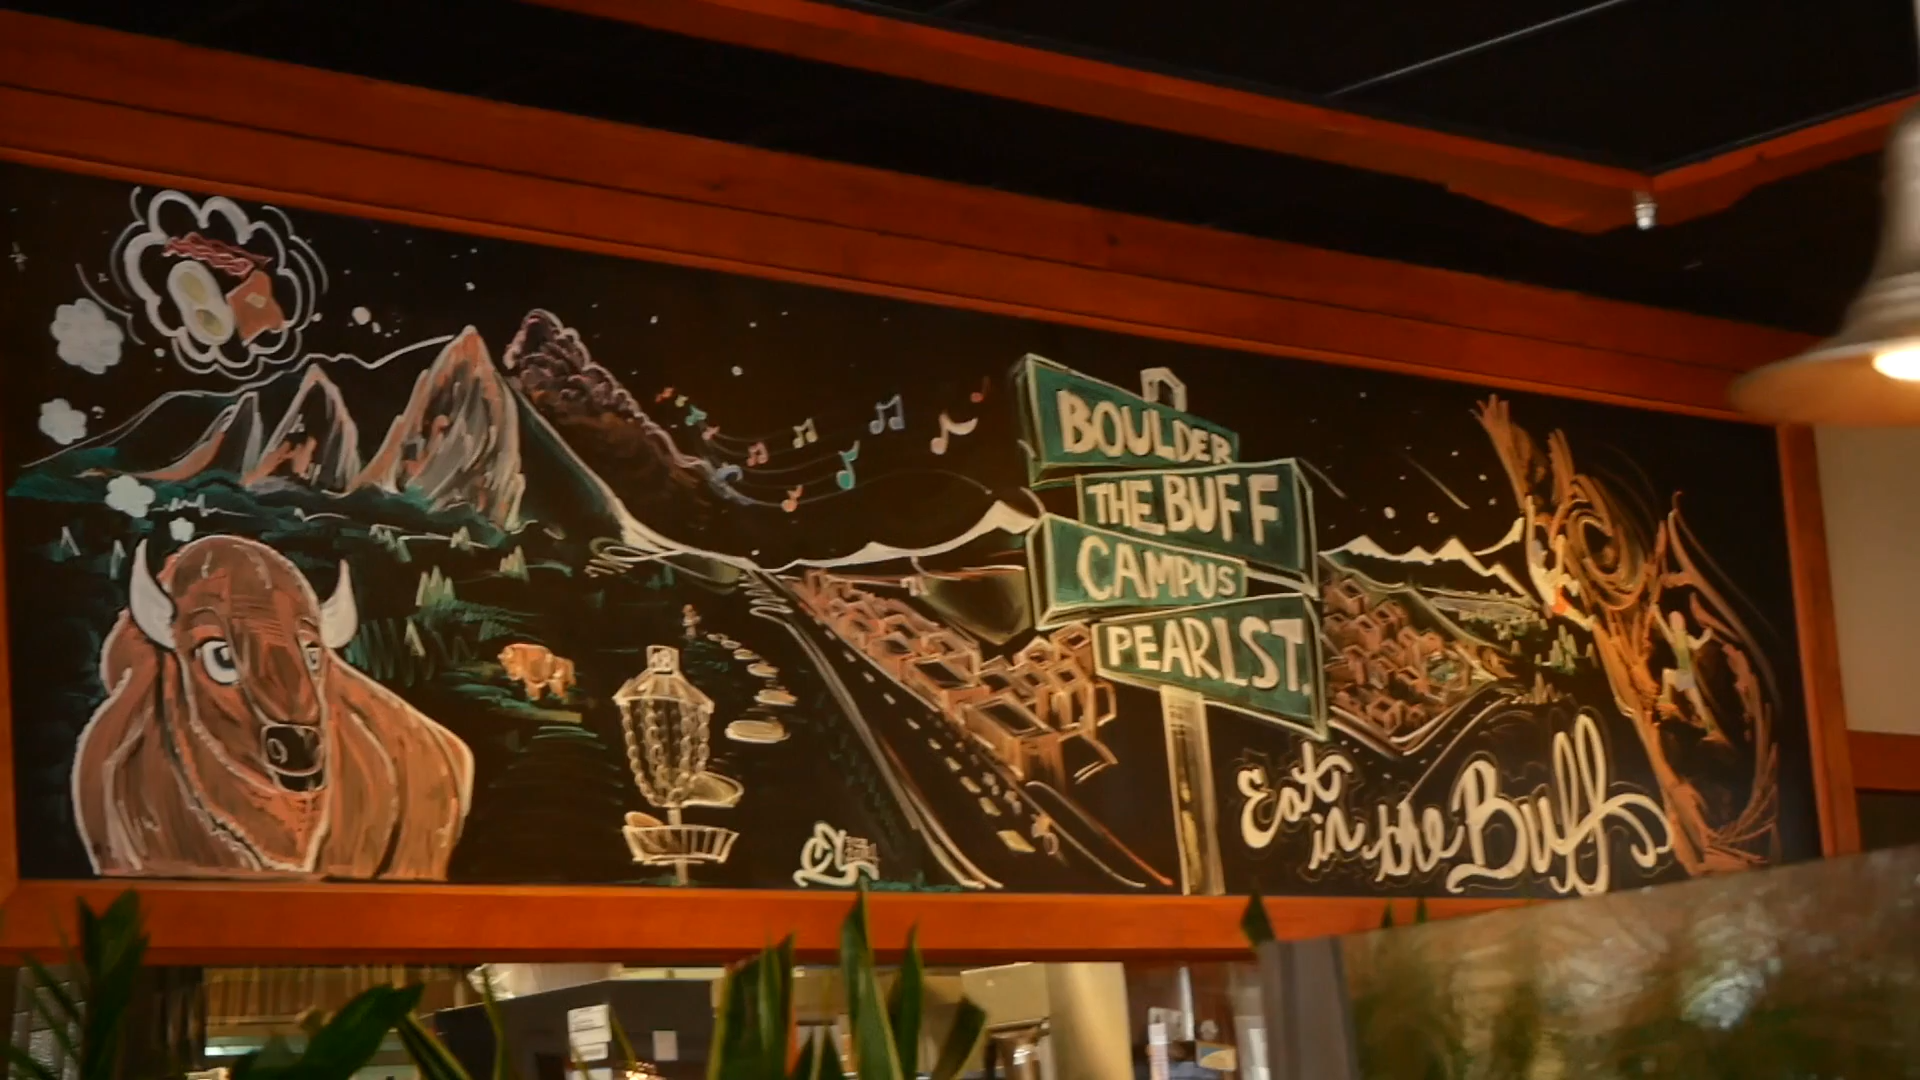 BOULDER
THE BUFF
CAMPUS
PEARL ST.
Eat
in the Buff